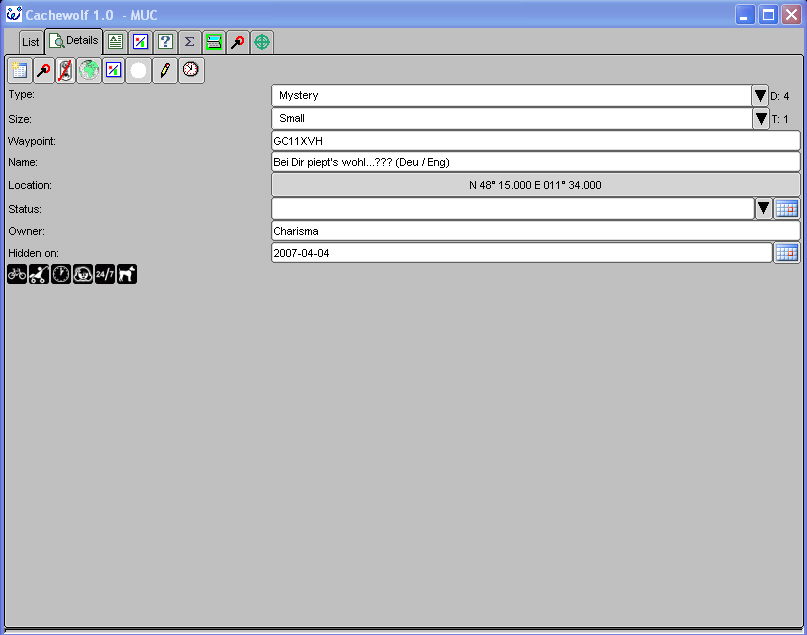 Cachewolf 1.0 - MUC
List Details Σ
Type: Mystery D: 4
Size: Small T: 1
Waypoint: GC11XVH
Name: Bei Dir piept's wohl...??? (Deu / Eng)
Location: N 48° 15.000 E 011° 34.000
Status:
Owner: Charisma
Hidden on: 2007-04-04
24/7